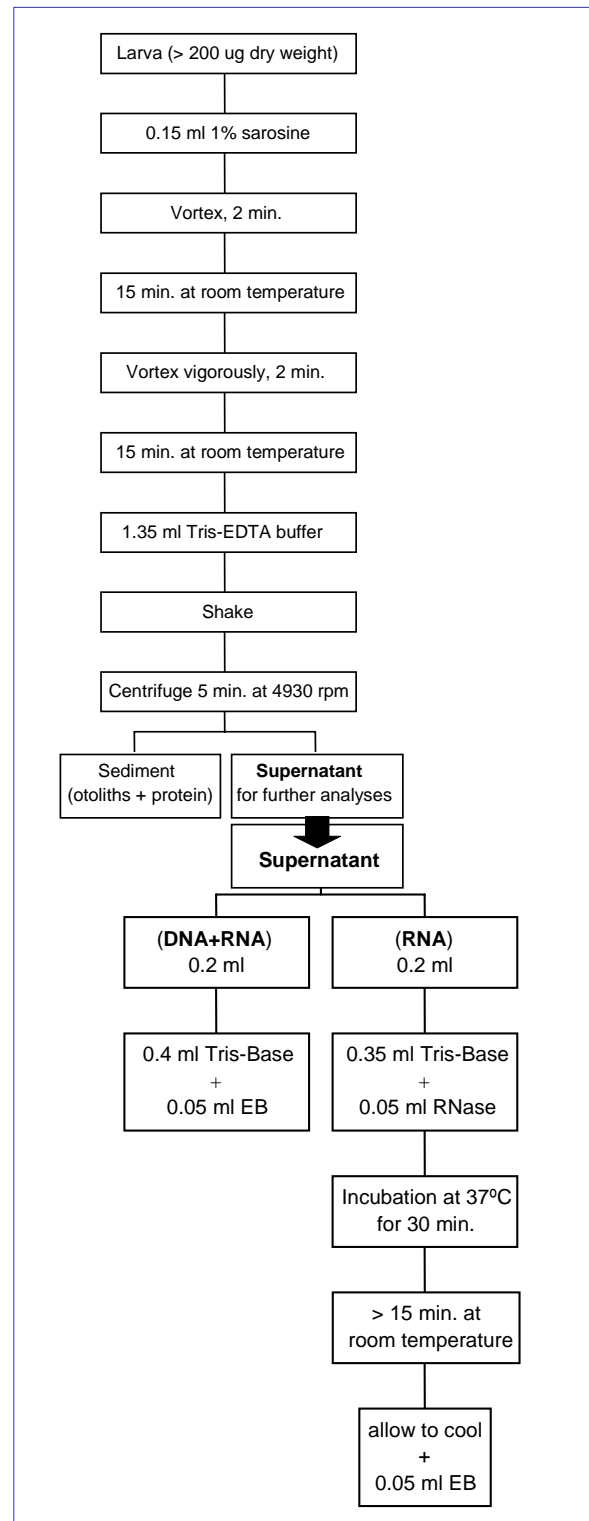 Larva (> 200 ug dry weight)
0.15 ml 1% sarosine
Vortex, 2 min.
15 min. at room temperature
Vortex vigorously, 2 min.
15 min. at room temperature
1.35 ml Tris-EDTA buffer
Shake
Centrifuge 5 min. at 4930 rpm
Sediment
(otoliths + protein)
Supernatant
for further analyses
Supernatant
(DNA+RNA)
0.2 ml
(RNA)
0.2 ml
0.4 ml Tris-Base
+
0.05 ml EB
0.35 ml Tris-Base
+
0.05 ml RNase
Incubation at 37ºC
for 30 min.
> 15 min. at
room temperature
allow to cool
+
0.05 ml EB